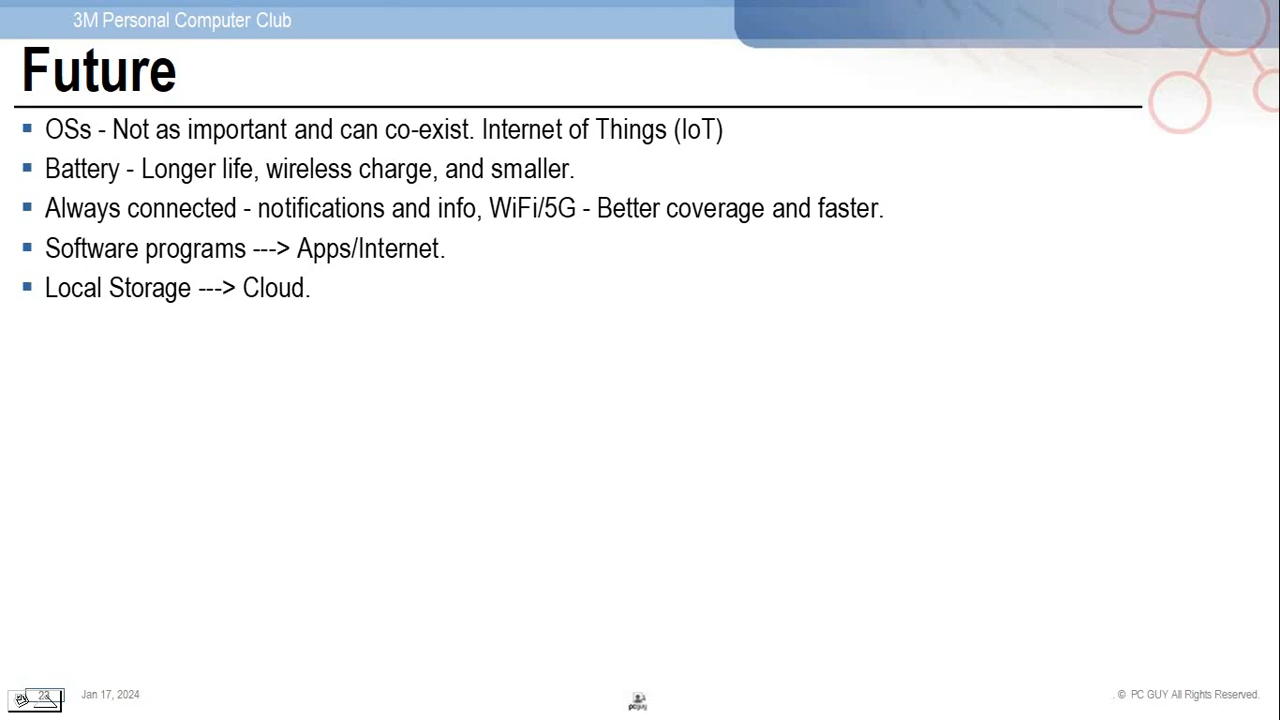 3M Personal Computer Club
Future
OSs - Not as important and can co-exist. Internet of Things (IoT)
Battery - Longer life, wireless charge, and smaller.
Always connected - notifications and info, WiFi/5G - Better coverage and faster.
Software programs ---> Apps/Internet.
Local Storage ---> Cloud.
Jan 17, 2024
. © PC GUY All Rights Reserved.